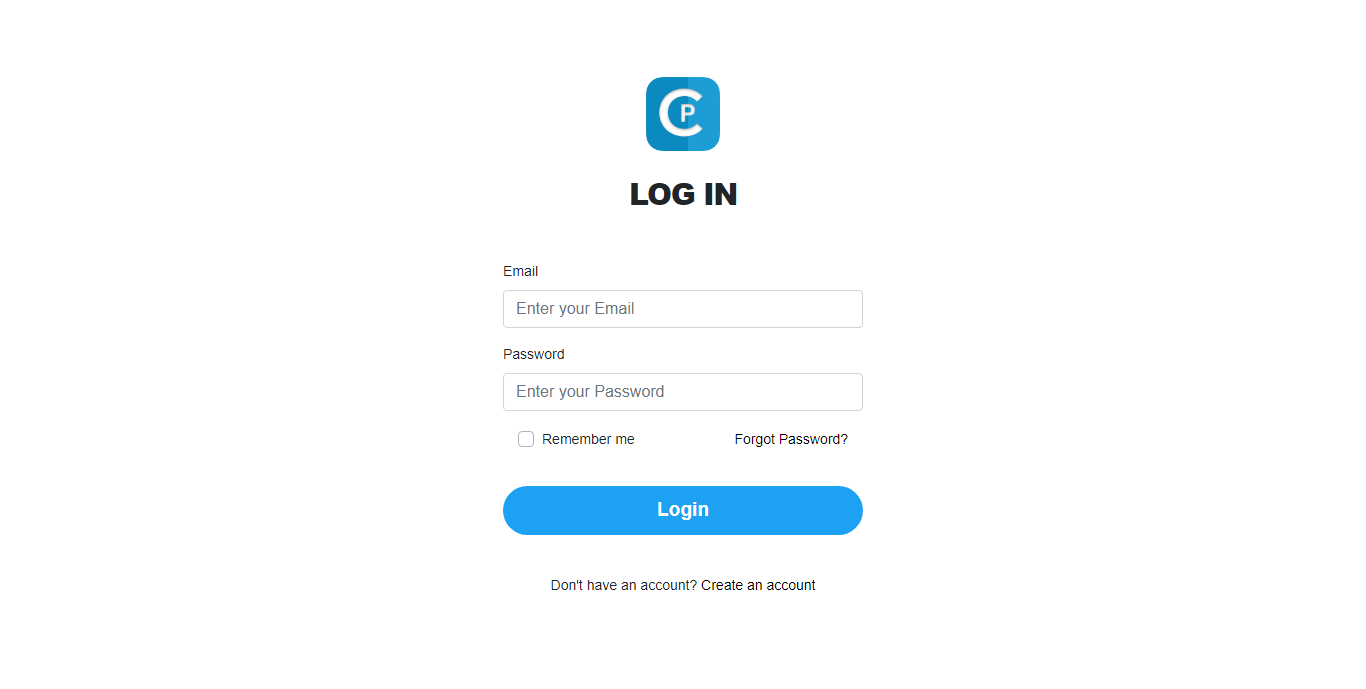 CP
LOG IN
Email
Enter your Email
Password
Enter your Password
Remember me Forgot Password?
Login
Don't have an account? Create an account